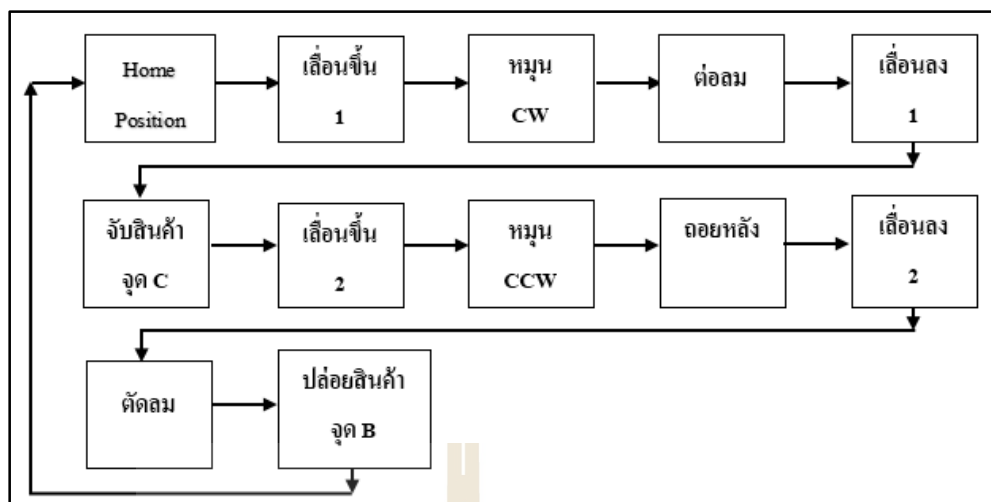 Home
Position
เลื่อนขึ้น
1
หมุน
CW
ต่อลม
เลื่อนลง
1
จับสินค้า
จุด C
เลื่อนขึ้น
2
หมุน
CCW
ถอยหลัง
เลื่อนลง
2
ตัดลม
ปล่อยสินค้า
จุด B